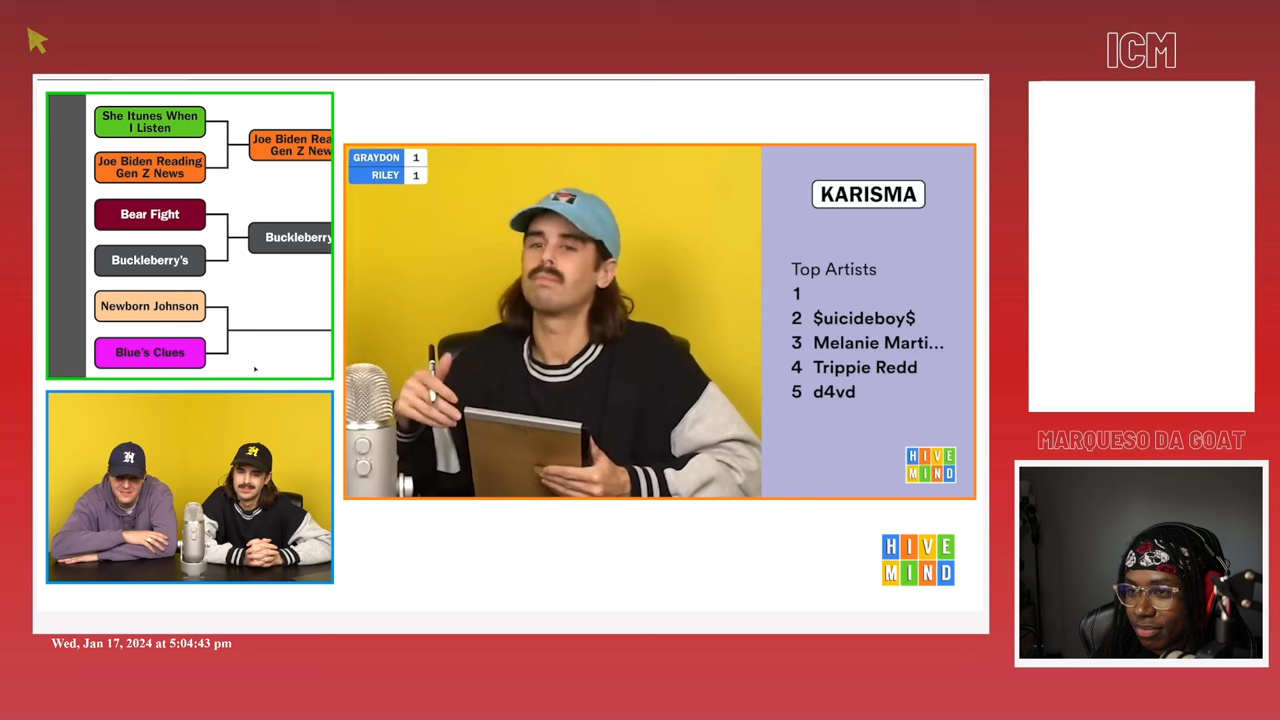 ICM
She Itunes When
I Listen
Joe Biden Reading
Gen Z News
Bear Fight
Buckleberry's
Newborn Johnson
Blue's Clues
Joe Biden Rea
Gen Z New
Buckleberry
GRAYDON 1
RILEY 1
KARISMA
Top Artists
1
2 $uicideboy$
3 Melanie Marti...
4 Trippie Redd
5 d4vd
HIVE
MIND
HIVE
MIND
MARQUESO DA GOAT
Wed, Jan 17, 2024 at 5:04:43 pm